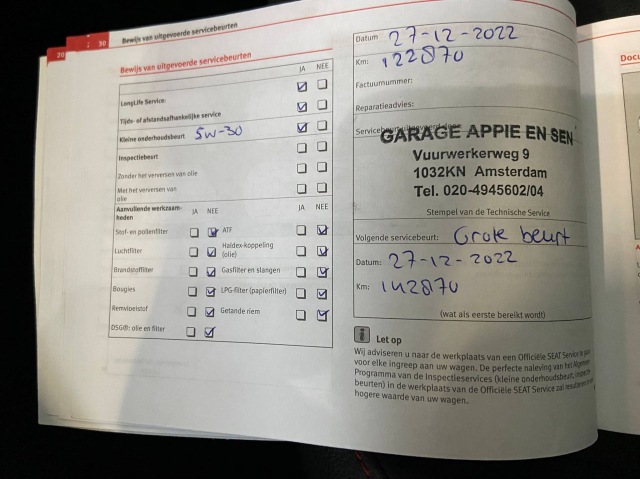 20
30 Bewijs van uitgevoerde servicebeurten
Bewijs van uitgevoerde servicebeurten
JA NEE
LongLife Service:
Tijds- of afstandsafhankelijke service
Kleine onderhoudsbeurt 5W-30
Inspectiebeurt
Zonder het verversen van olie
Met het verversen van
olie
Aanvullende werkzaam-
heden
JA NEE
JA NEE
Stof- en pollenfilter
ATF
Luchtfilter
Haldex-koppeling
(olie)
Brandstoffilter
Gasfilter en slangen
Bougies
LPG-filter (papierfilter)
Remvloeistof
Getande riem
DSG®: olie en filter
Datum 27-12-2022
Km: 122870
Factuurnummer:
Reparatieadvies:
GARAGE APPIE EN SEN
Vuurwerkerweg 9
1032KN Amsterdam
Tel. 020-4945602/04
Stempel van de Technische Service
Volgende servicebeurt: Grote beurt
Datum: 27-12-2022
Km: 142870
(wat als eerste bereikt wordt)
i Let op
Wij adviseren u naar de werkplaats van een Officiële SEAT Service te gaan
voor elke ingreep aan uw wagen. De perfecte naleving van het Algemeen
Programma van de Inspectieservices (kleine onderhoudsbeurt, inspectie
beurten) in de werkplaats van de Officiële SEAT Service zal resulteren in
hogere waarde van uw wagen.